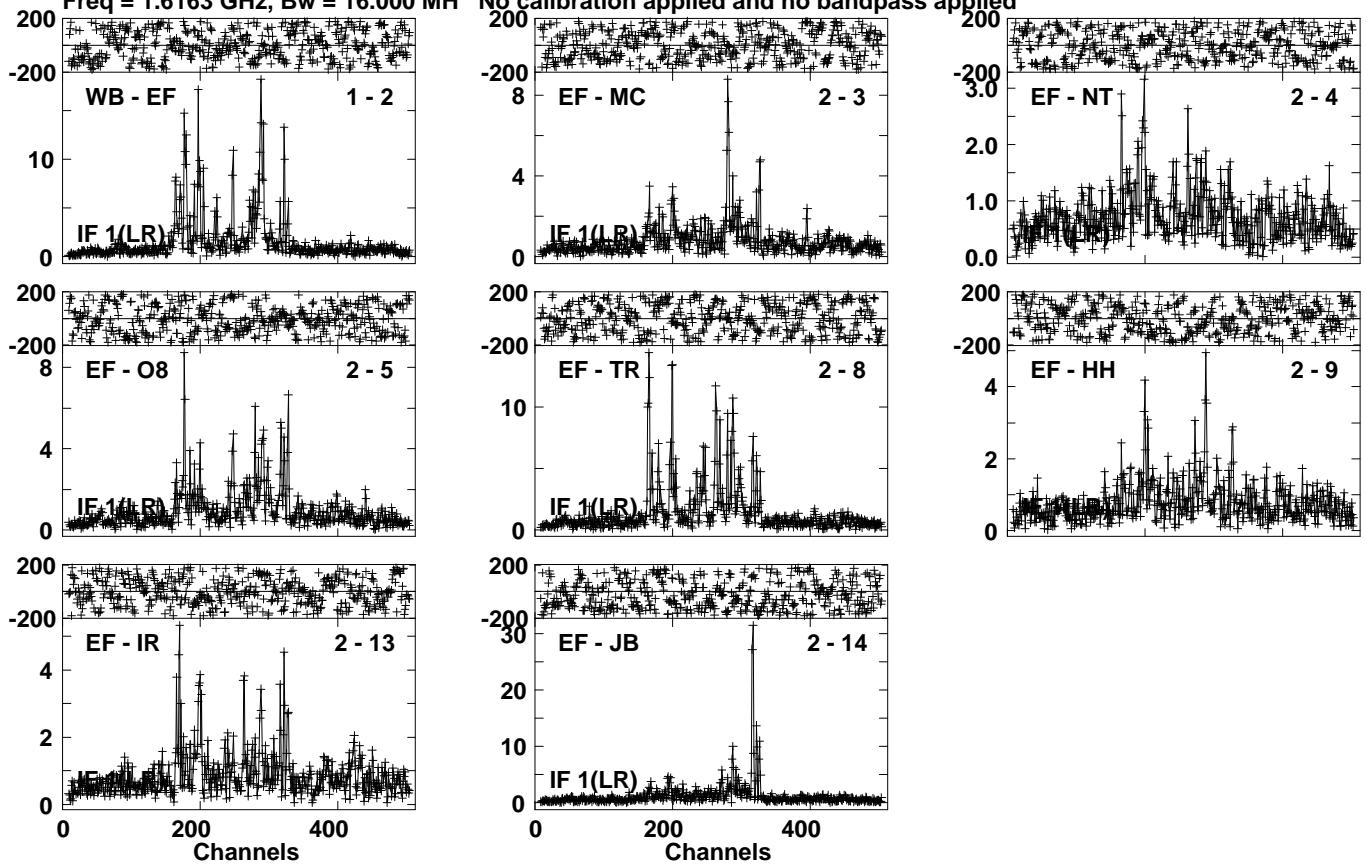 Freq = 1.6163 GHz, Bw = 16.000 MH No calibration applied and no bandpass applied
200
-200
WB - EF 1 - 2
10
IF 1(LR)
0
200
-200
EF - MC 2 - 3
8
4
IF 1(LR)
0
200
-200
EF - NT 2 - 4
3.0
2.0
1.0
0.0
200
-200
EF - O8 2 - 5
8
4
IF 1(LR)
0
200
-200
EF - TR 2 - 8
10
IF 1(LR)
0
200
-200
EF - HH 2 - 9
4
2
0
200
-200
EF - IR 2 - 13
4
2
0
0 200 400
Channels
200
-200
EF - JB 2 - 14
30
20
10
IF 1(LR)
0
0 200 400
Channels